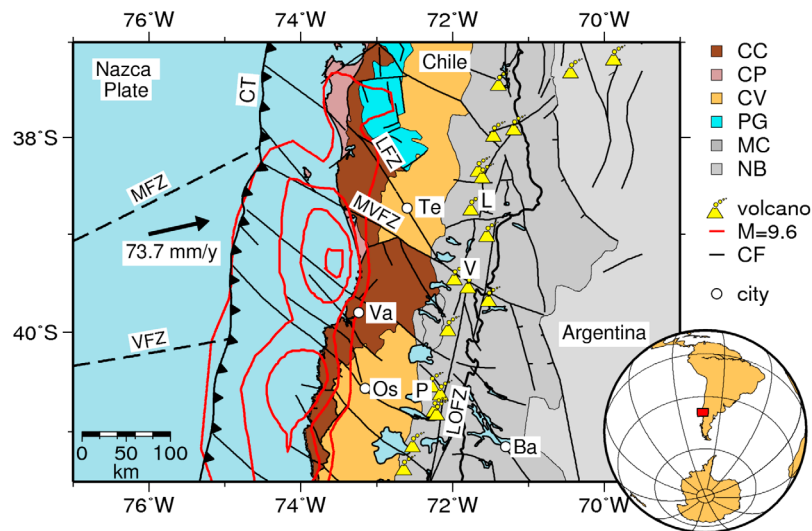 76°W 74°W 72°W 70°W
Nazca
Plate
CT
Chile
CC
CP
CV
PG
MC
NB
38°S
LFZ
MFZ
MVFZ
Te
L
volcano
M=9.6
CF
city
73.7 mm/y
V
Va
40°S
VFZ
Argentina
Os
P
LOFZ
Ba
0 50 100
km
76°W 74°W 72°W 70°W